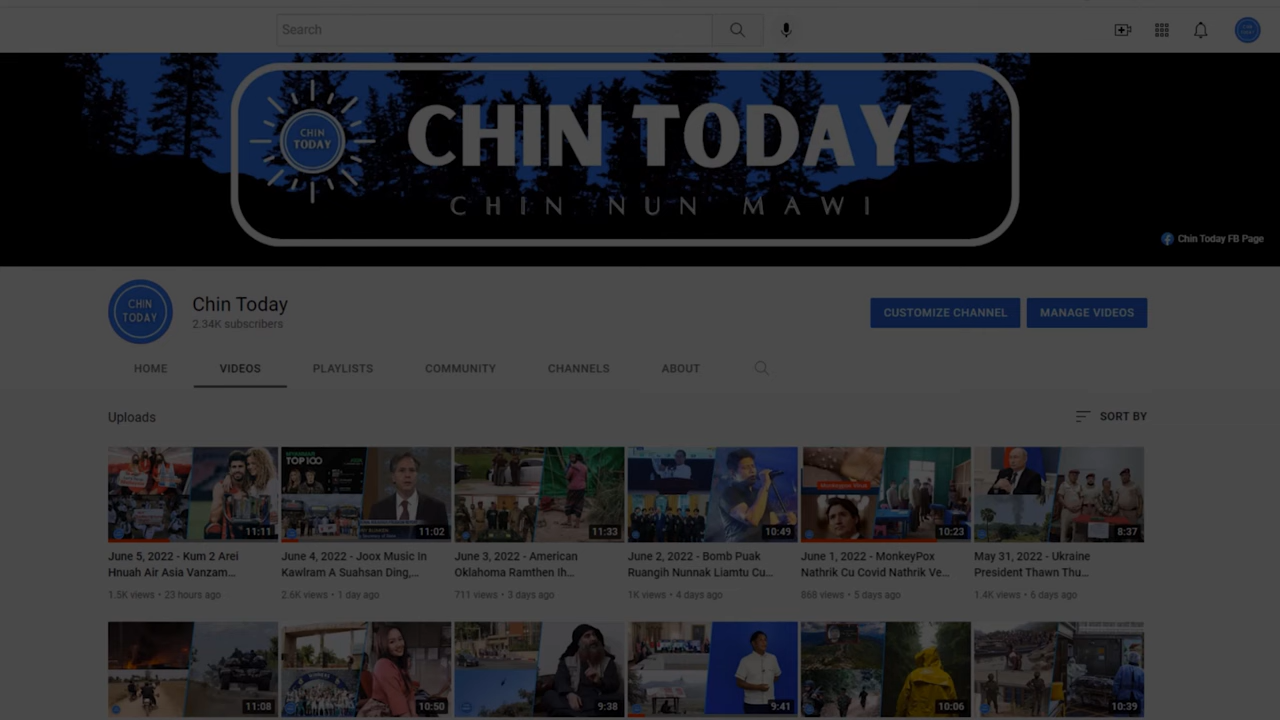 Search
CHIN TODAY
CHIN
TODAY
CHIN NUN MAWI
Chin Today FB Page
CHIN
TODAY
Chin Today
2.34K subscribers
CUSTOMIZE CHANNEL
MANAGE VIDEOS
HOME VIDEOS PLAYLISTS COMMUNITY CHANNELS ABOUT
Uploads
SORT BY
TOP 100
11:11 11:02 11:33 10:49 10:23 8:37
June 5, 2022 - Kum 2 Arei
Hnuah Air Asia Vanzam...
1.5K views • 23 hours ago
June 4, 2022 - Joox Music In
Kawlram A Suahsan Ding,...
2.6K views • 1 day ago
June 3, 2022 - American
Oklahoma Ramthen Ih...
711 views • 3 days ago
June 2, 2022 - Bomb Puak
Ruangih Nunnak Liamtu Cu...
1K views • 4 days ago
June 1, 2022 - MonkeyPox
Nathrik Cu Covid Nathrik Ve...
868 views • 5 days ago
May 31, 2022 - Ukraine
President Thawn Thu...
1.4K views • 6 days ago
11:08 10:50 9:38 9:41 10:06 10:39